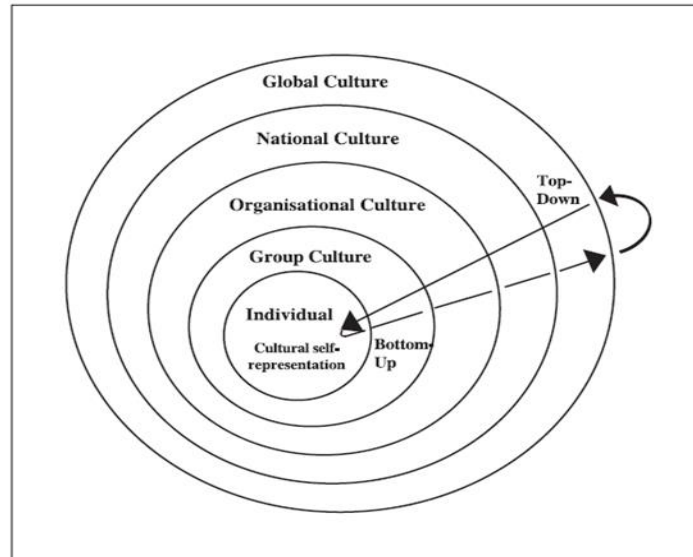 Global Culture
National Culture
Top-
Down
Organisational Culture
Group Culture
Individual
Cultural self-
representation
Bottom-
Up